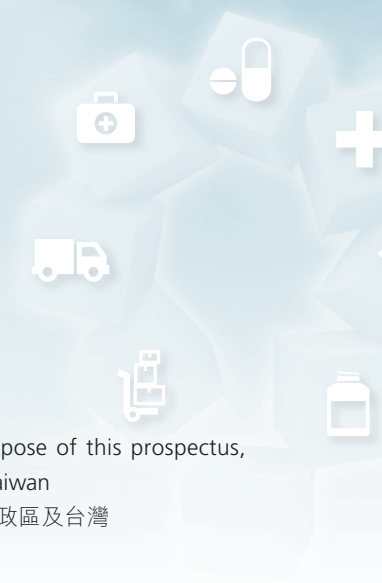 pose of this prospectus,
aiwan
政區及台灣